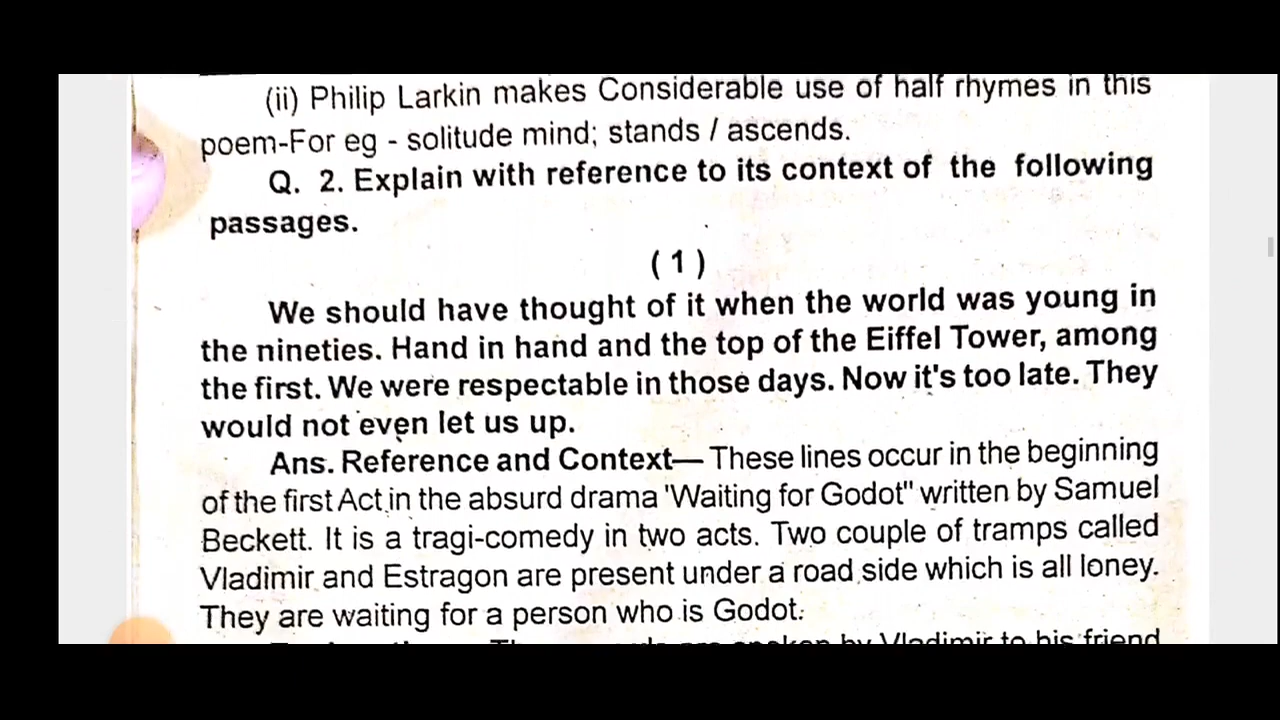 (ii) Philip Larkin makes Considerable use of half rhymes in this
poem-For eg - solitude mind; stands / ascends.
Q. 2. Explain with reference to its context of the following
passages.
( 1 )
We should have thought of it when the world was young in
the nineties. Hand in hand and the top of the Eiffel Tower, among
the first. We were respectable in those days. Now it's too late. They
would not even let us up.
Ans. Reference and Context— These lines occur in the beginning
of the first Act in the absurd drama 'Waiting for Godot" written by Samuel
Beckett. It is a tragi-comedy in two acts. Two couple of tramps called
Vladimir and Estragon are present under a road side which is all loney.
They are waiting for a person who is Godot.
spoken by Vladimir to his friend